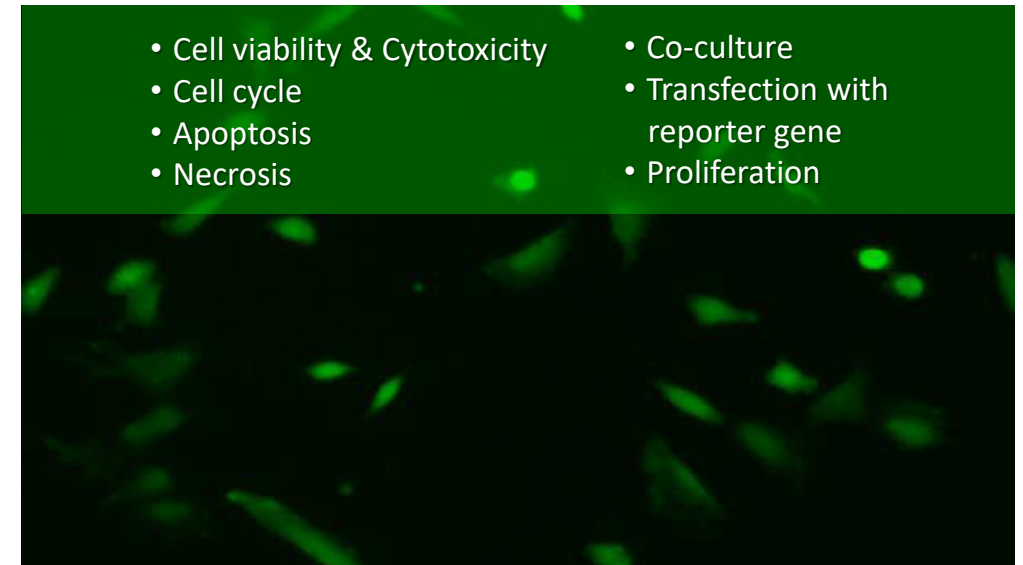 • Cell viability & Cytotoxicity
• Cell cycle
• Apoptosis
• Necrosis
• Co-culture
• Transfection with
reporter gene
• Proliferation